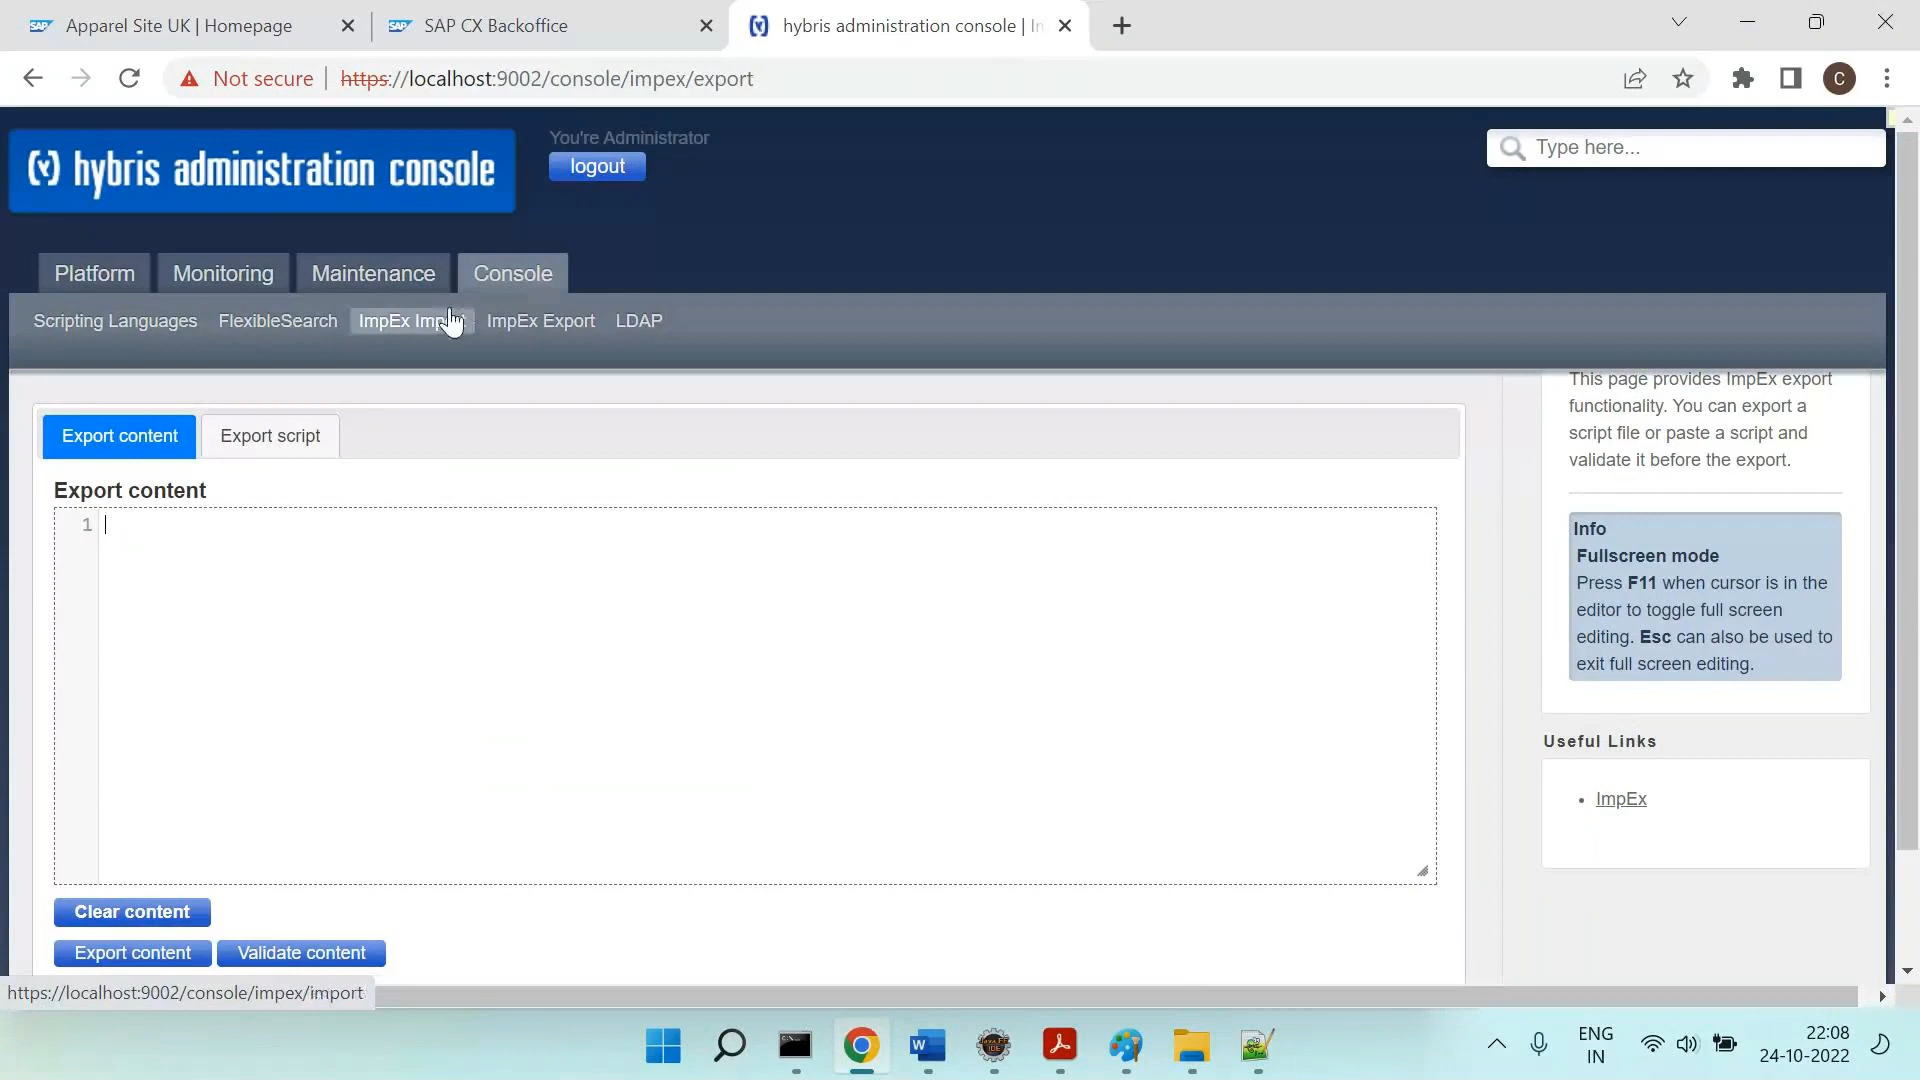 SAP Apparel Site UK | Homepage
SAP SAP CX Backoffice
hybris administration console | In
Not secure
https://localhost:9002/console/impex/export
C
hybris administration console
You're Administrator
logout
Type here...
Platform
Monitoring
Maintenance
Console
Scripting Languages
FlexibleSearch
ImpEx Imp
ImpEx Export
LDAP
Export content
Export script
Export content
1
Clear content
Export content
Validate content
This page provides ImpEx export
functionality. You can export a
script file or paste a script and
validate it before the export.
Info
Fullscreen mode
Press F11 when cursor is in the
editor to toggle full screen
editing. Esc can also be used to
exit full screen editing.
Useful Links
ImpEx
https://localhost:9002/console/impex/import
ENG
IN
22:08
24-10-2022